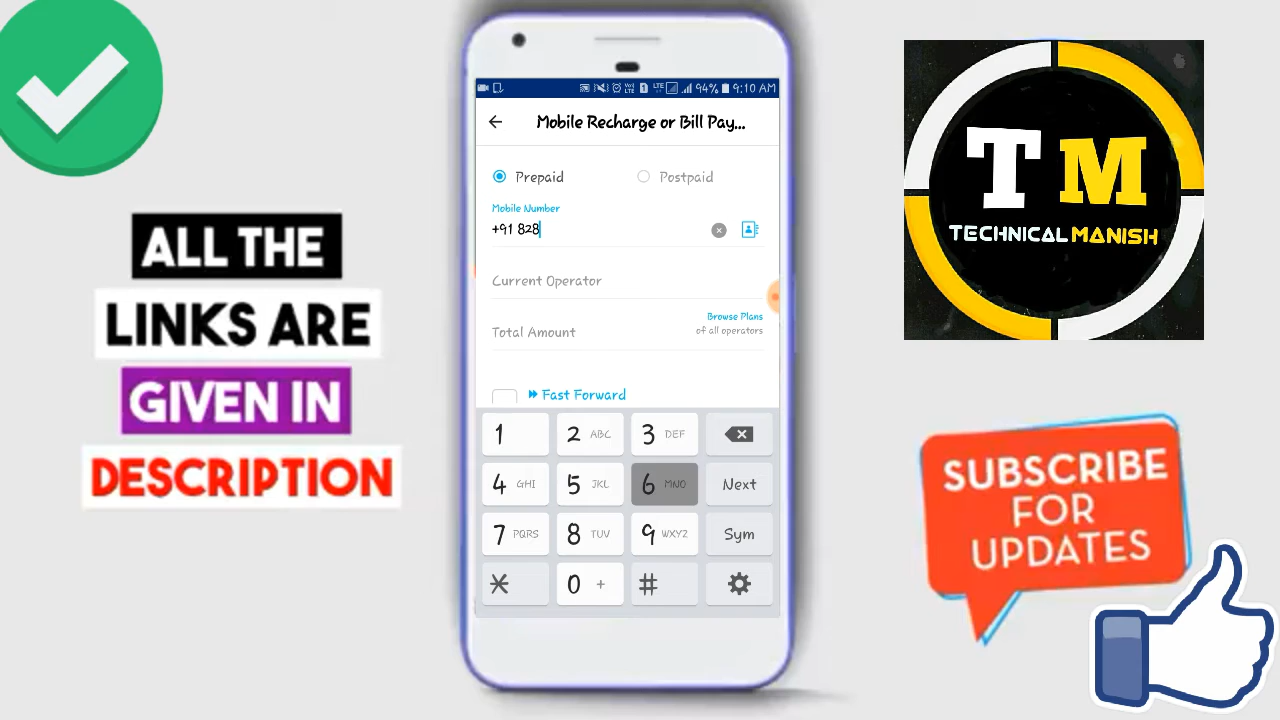 ALL THE
LINKS ARE
GIVEN IN
DESCRIPTION
94% 9:10 AM
Mobile Recharge or Bill Pay...
Prepaid
Postpaid
Mobile Number
+91 828
Current Operator
Total Amount
Browse Plans
of all operators
Fast Forward
1
2 ABC
3 DEF
4 GHI
5 JKL
6 MNO
Next
7 PQRS
8 TUV
9 WXYZ
Sym
*
0 +
#
T M
TECHNICAL MANISH
SUBSCRIBE
FOR
UPDATES